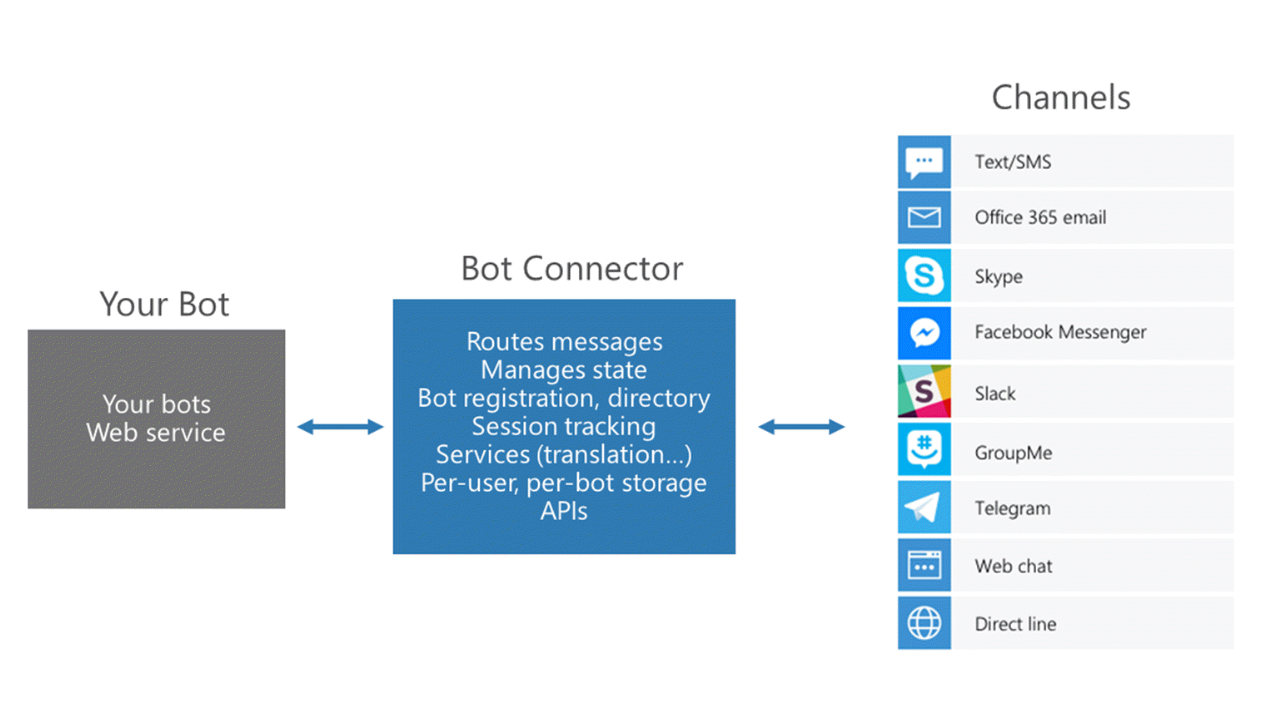 Your Bot
Your bots
Web service
Bot Connector
Routes messages
Manages state
Bot registration, directory
Session tracking
Services (translation...)
Per-user, per-bot storage
APIs
Channels
Text/SMS
Office 365 email
Skype
Facebook Messenger
Slack
GroupMe
Telegram
Web chat
Direct line